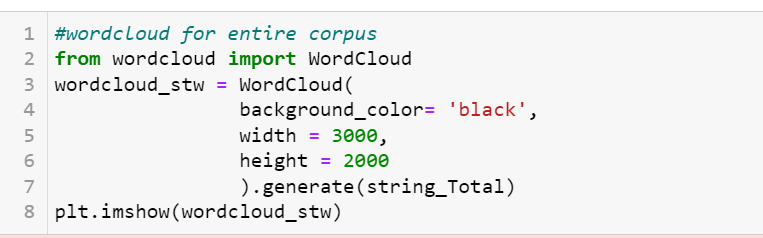 1 #wordcloud for entire corpus
2 from wordcloud import WordCloud
3 wordcloud_stw = WordCloud(
4                 background_color= 'black',
5                 width = 3000,
6                 height = 2000
7                 ).generate(string_Total)
8 plt.imshow(wordcloud_stw)